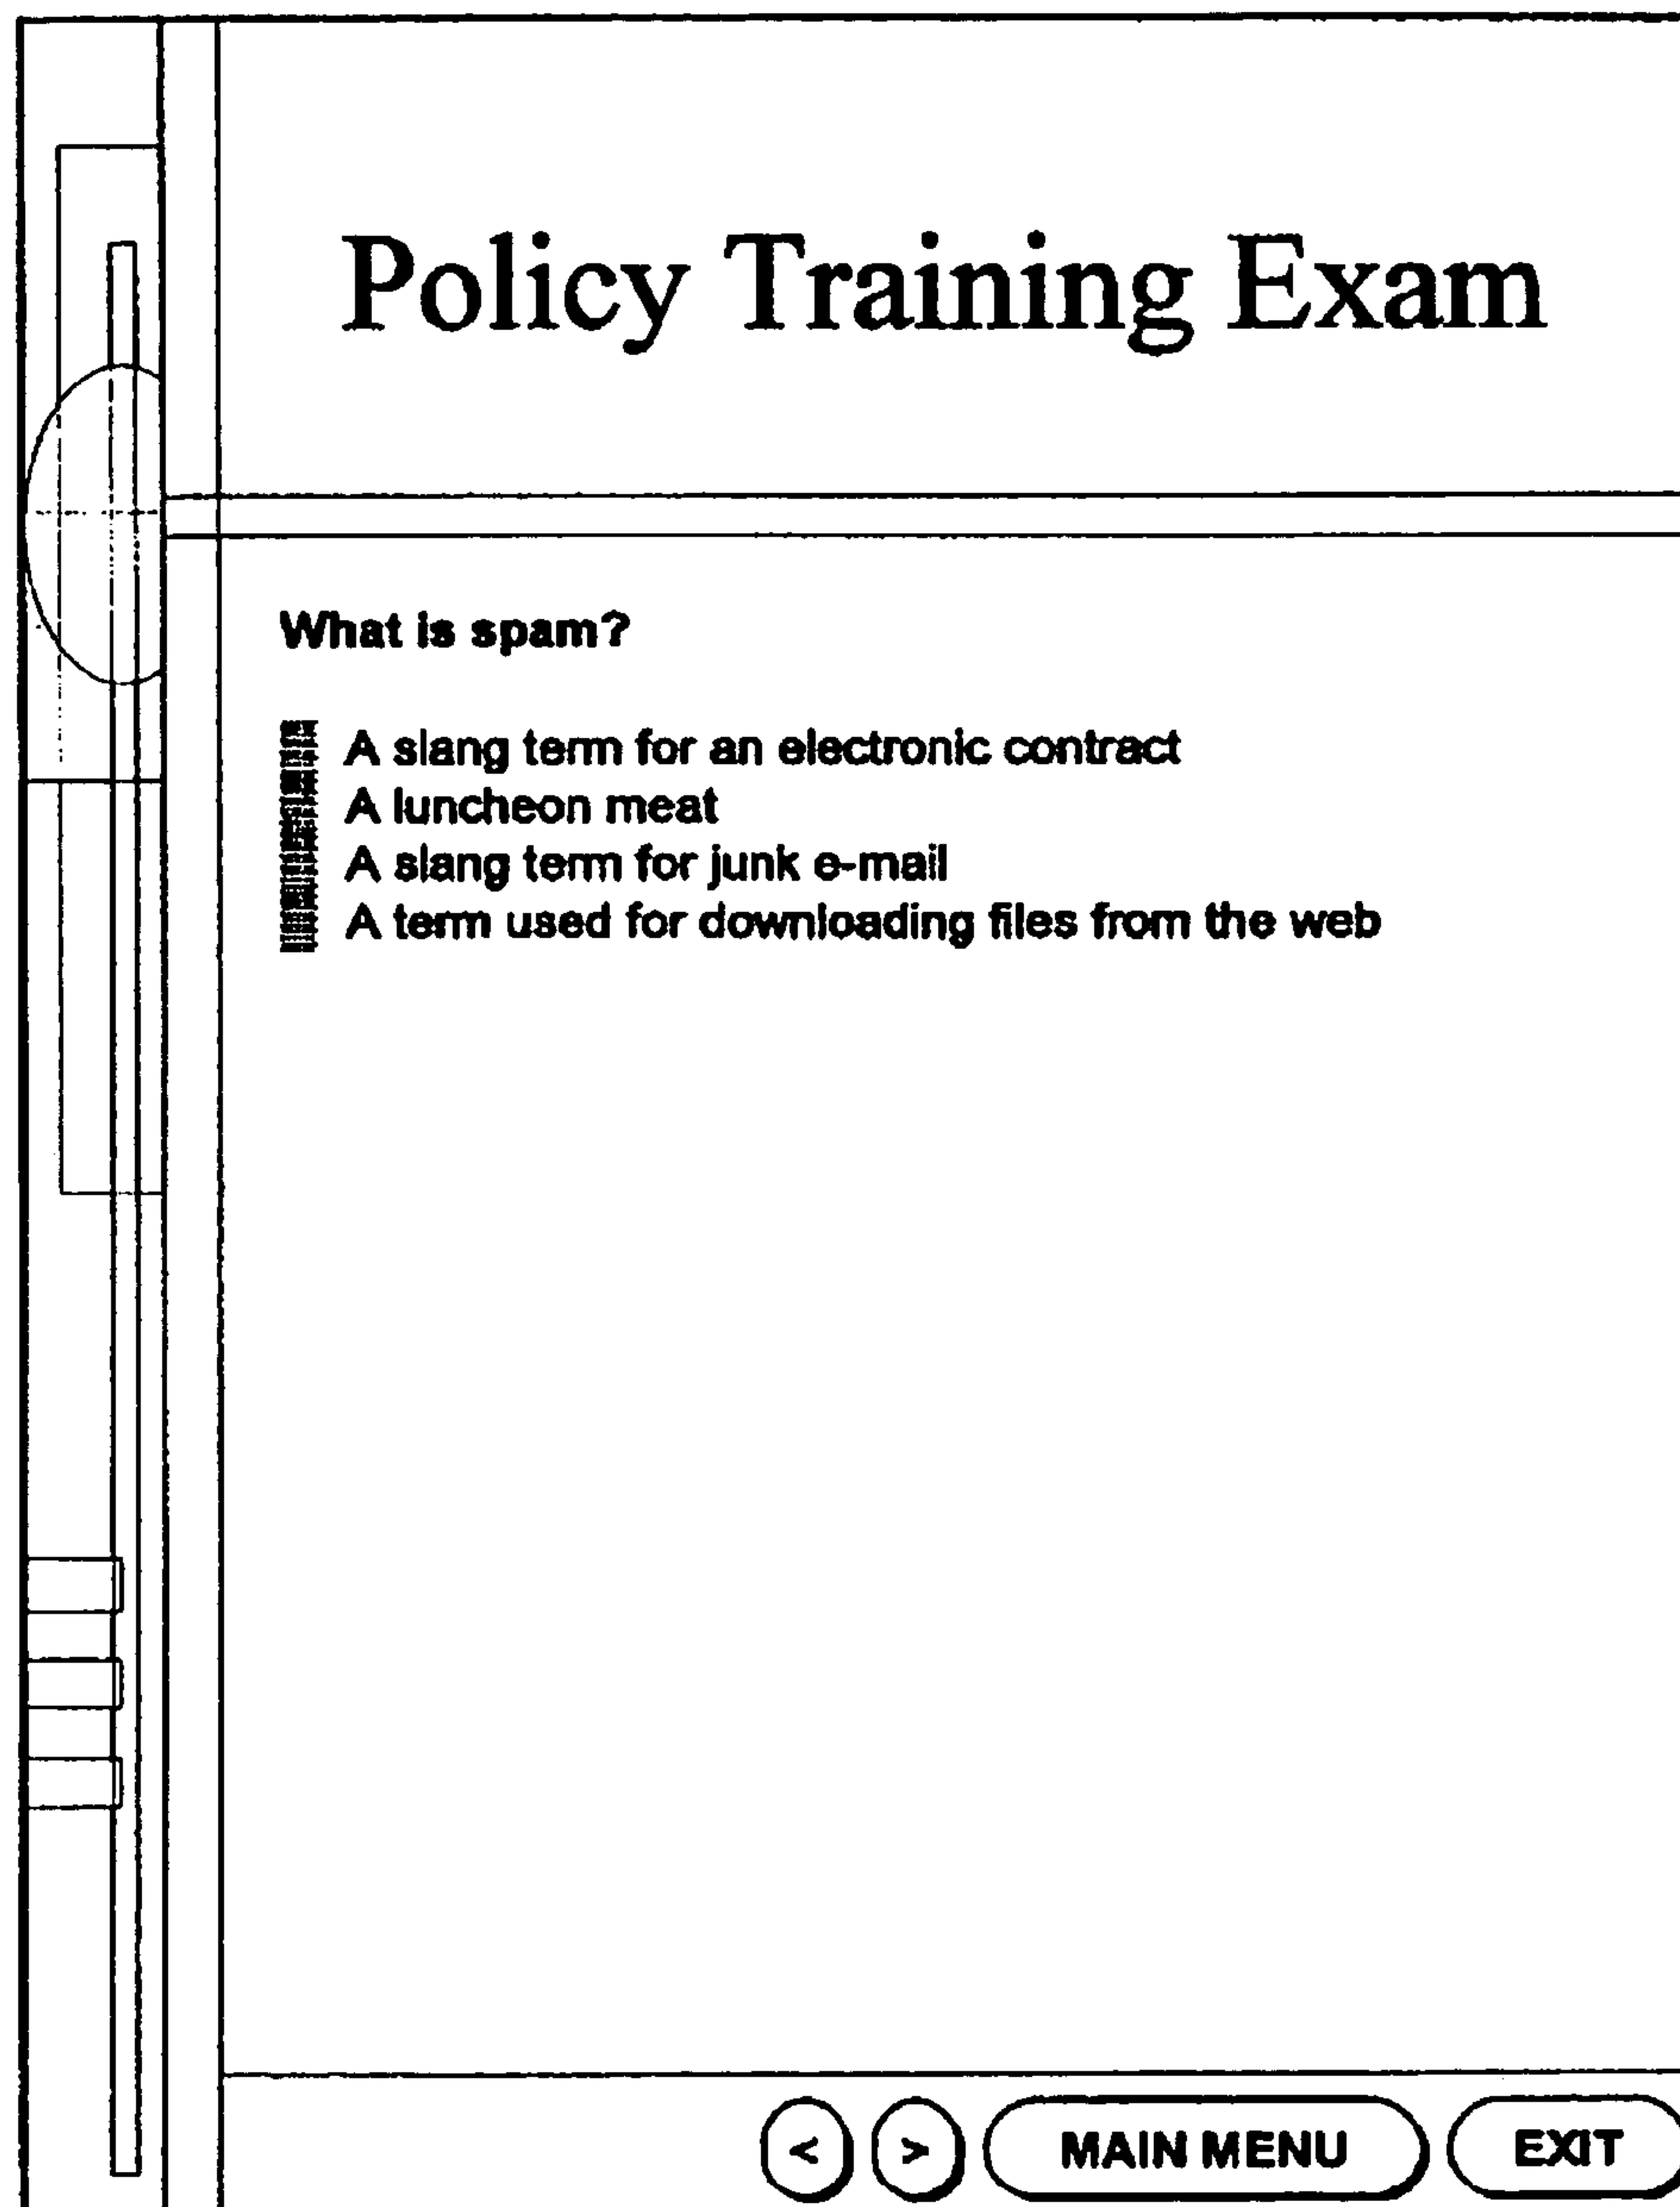 Policy Training Exam
What is spam?
A slang term for an electronic contract
A luncheon meat
A slang term for junk e-mail
A term used for downloading files from the web
< > MAIN MENU EXIT